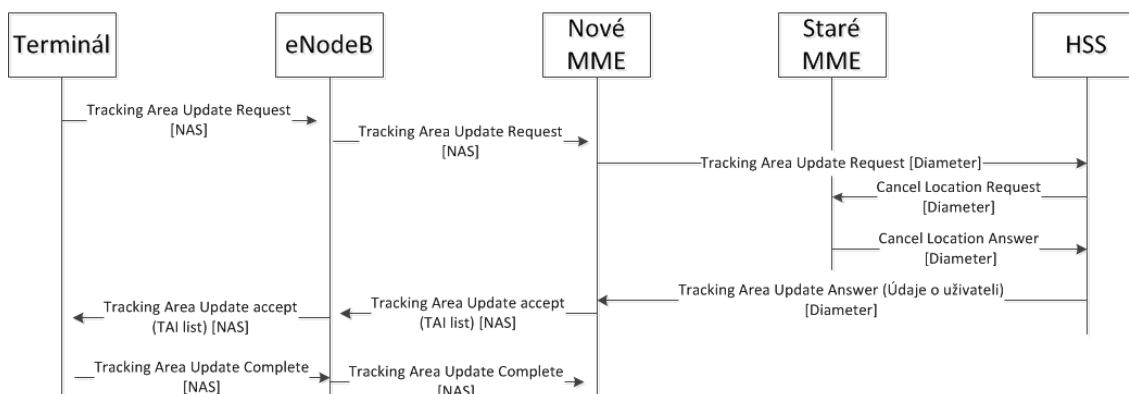 Terminál
eNodeB
Nové
MME
Staré
MME
HSS
Tracking Area Update Request
[NAS]
Tracking Area Update Request
[NAS]
Tracking Area Update Request [Diameter]
Cancel Location Request
[Diameter]
Cancel Location Answer
[Diameter]
Tracking Area Update Answer (Údaje o uživateli)
[Diameter]
Tracking Area Update accept
(TAI list) [NAS]
Tracking Area Update accept
(TAI list) [NAS]
Tracking Area Update Complete
[NAS]
Tracking Area Update Complete
[NAS]